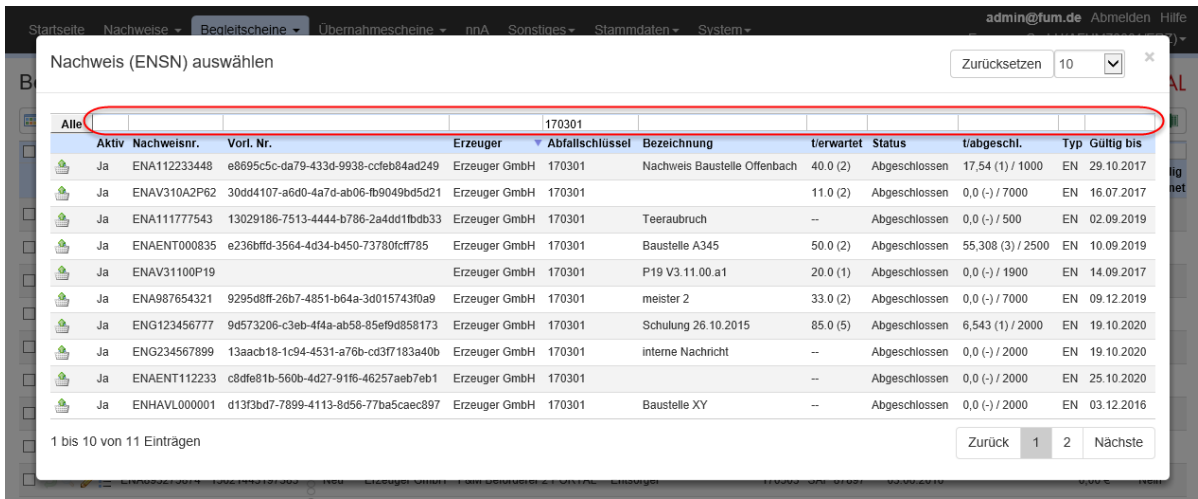 admin@fum.de Abmelden Hilfe
Startseite Nachweise Begleitscheine Übernahmescheine nnA Sonstiges Stammdaten System
Nachweis (ENSN) auswählen Zurücksetzen 10 ×
Alle 170301
Aktiv Nachweisnr. Vorl. Nr. Erzeuger Abfallschlüssel Bezeichnung t/erwartet Status t/abgeschl. Typ Gültig bis
Ja ENA112233448 e8695c5c-da79-433d-9938-ccfeb84ad249 Erzeuger GmbH 170301 Nachweis Baustelle Offenbach 40.0 (2) Abgeschlossen 17,54 (1) / 1000 EN 29.10.2017
Ja ENAV310A2P62 30dd4107-a6d0-4a7d-ab06-fb9049bd5d21 Erzeuger GmbH 170301 11.0 (2) Abgeschlossen 0,0 (-) / 7000 EN 16.07.2017
Ja ENA111777543 13029186-7513-4444-b786-2a4dd1fbdb33 Erzeuger GmbH 170301 Teeraubruch -- Abgeschlossen 0,0 (-) / 500 EN 02.09.2019
Ja ENAENT000835 e236bffd-3564-4d34-b450-73780fcff785 Erzeuger GmbH 170301 Baustelle A345 50.0 (2) Abgeschlossen 55,308 (3) / 2500 EN 10.09.2019
Ja ENAV31100P19 Erzeuger GmbH 170301 P19 V3.11.00.a1 20.0 (1) Abgeschlossen 0,0 (-) / 1900 EN 14.09.2017
Ja ENA987654321 9295d8ff-26b7-4851-b64a-3d015743f0a9 Erzeuger GmbH 170301 meister 2 33.0 (2) Abgeschlossen 0,0 (-) / 7000 EN 09.12.2019
Ja ENG123456777 9d573206-c3eb-4f4a-ab58-85ef9d858173 Erzeuger GmbH 170301 Schulung 26.10.2015 85.0 (5) Abgeschlossen 6,543 (1) / 2000 EN 19.10.2020
Ja ENG234567899 13aacb18-1c94-4531-a76b-cd3f7183a40b Erzeuger GmbH 170301 interne Nachricht -- Abgeschlossen 0,0 (-) / 2000 EN 19.10.2020
Ja ENAENT112233 c8dfe81b-560b-4d27-91f6-46257aeb7eb1 Erzeuger GmbH 170301 -- Abgeschlossen 0,0 (-) / 2000 EN 25.10.2020
Ja ENHAVL000001 d13f3bd7-7899-4113-8d56-77ba5caec897 Erzeuger GmbH 170301 Baustelle XY -- Abgeschlossen 0,0 (-) / 2000 EN 03.12.2016
1 bis 10 von 11 Einträgen Zurück 1 2 Nächste